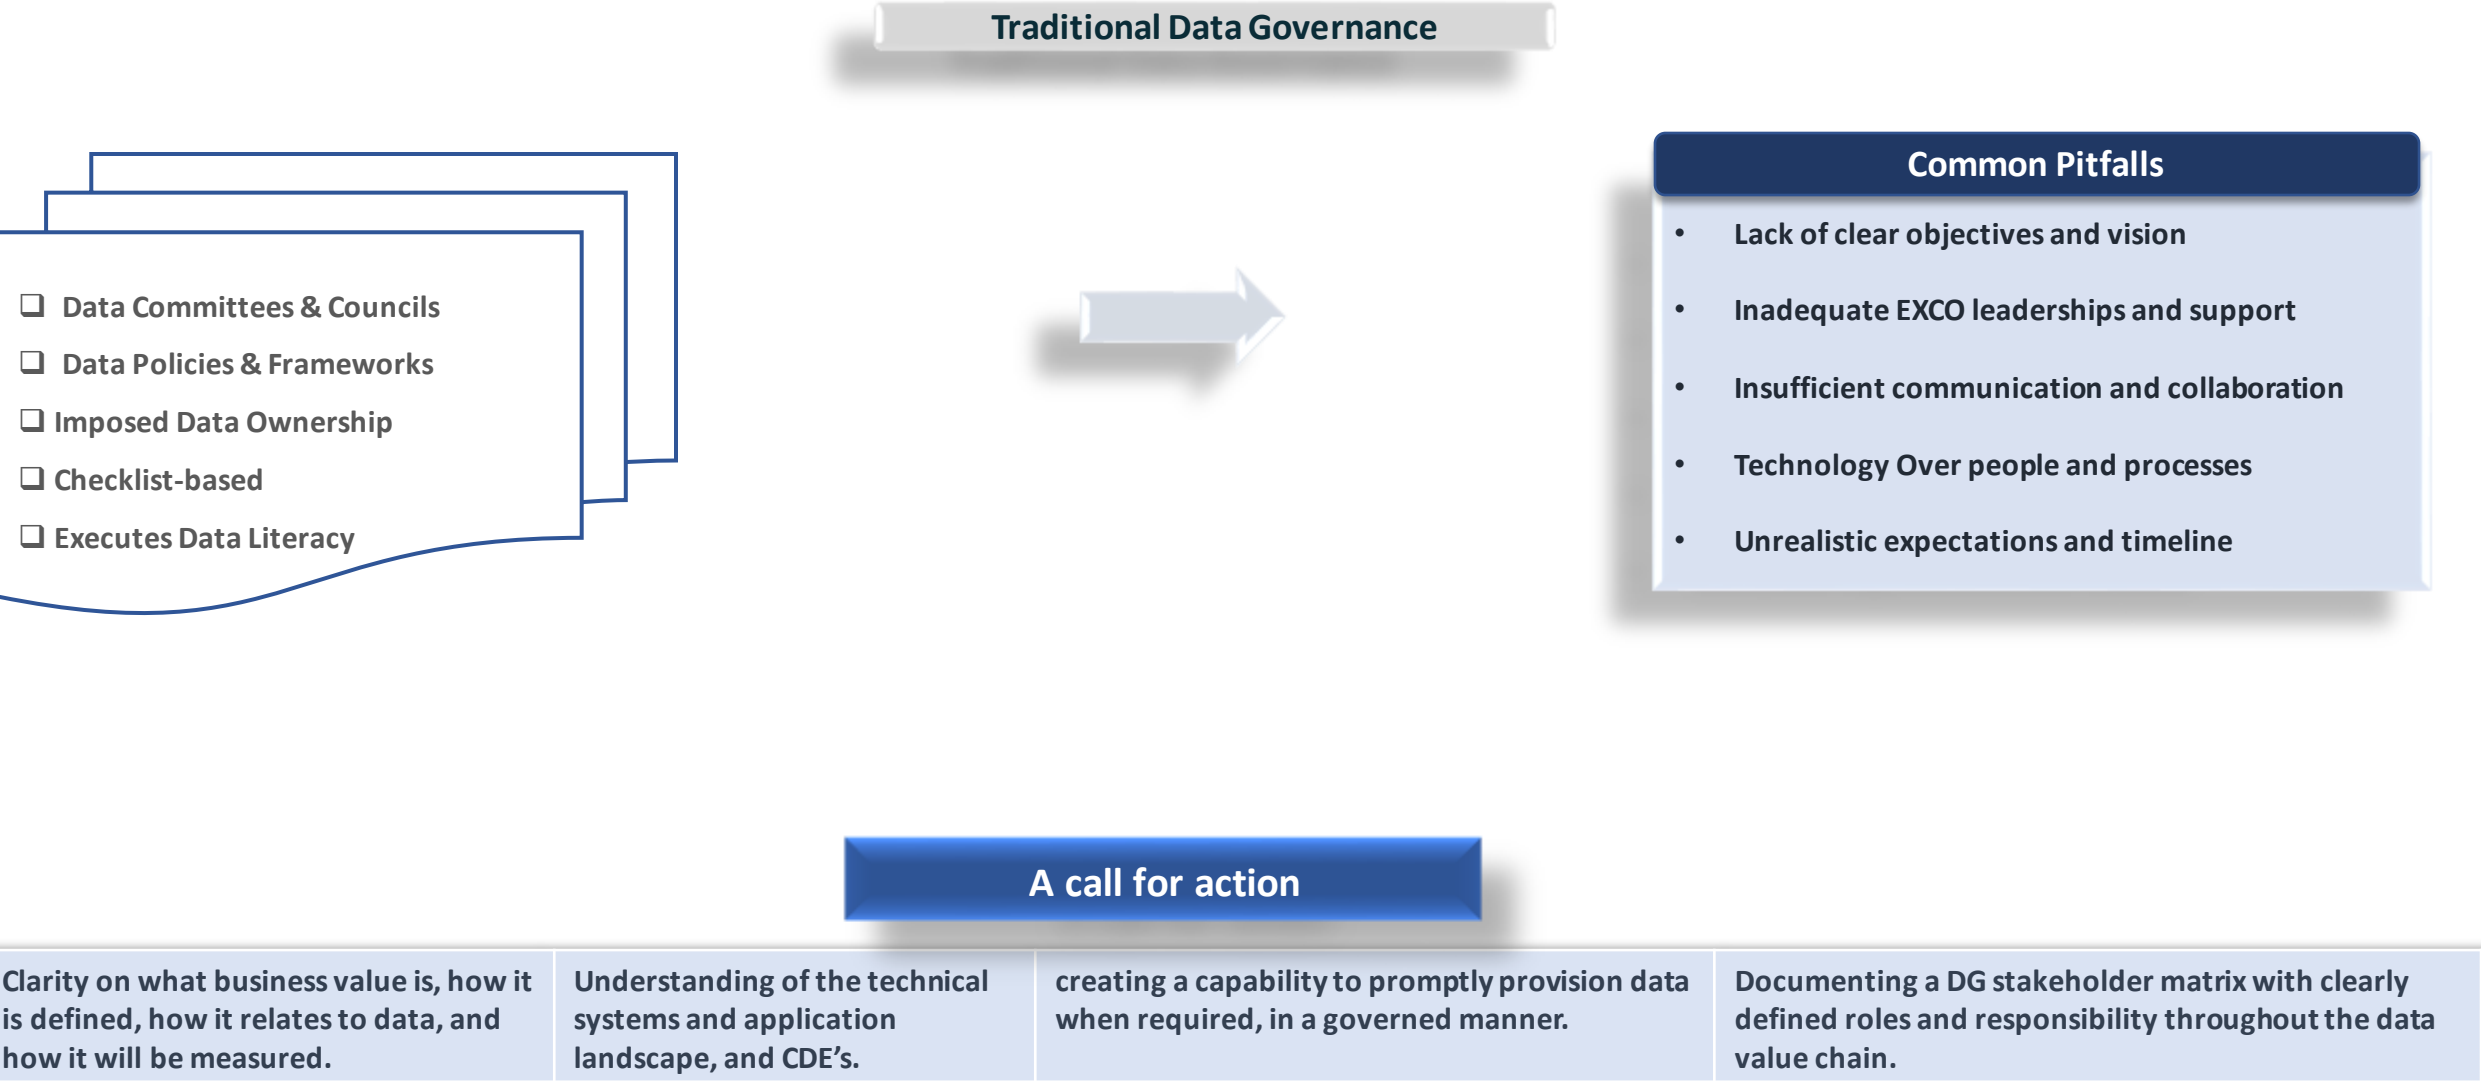 Traditional Data Governance
❑ Data Committees & Councils
❑ Data Policies & Frameworks
❑ Imposed Data Ownership
❑ Checklist-based
❑ Executes Data Literacy
Common Pitfalls
• Lack of clear objectives and vision
• Inadequate EXCO leaderships and support
• Insufficient communication and collaboration
• Technology Over people and processes
• Unrealistic expectations and timeline
A call for action
Clarity on what business value is, how it
is defined, how it relates to data, and
how it will be measured.
Understanding of the technical
systems and application
landscape, and CDE’s.
creating a capability to promptly provision data
when required, in a governed manner.
Documenting a DG stakeholder matrix with clearly
defined roles and responsibility throughout the data
value chain.